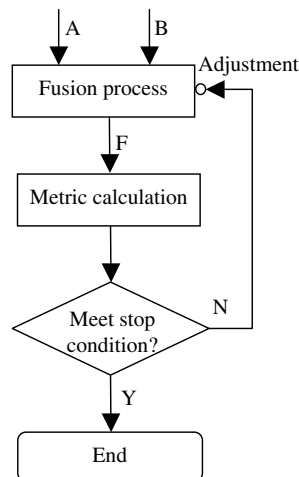 A
B
Adjustment
Fusion process
F
Metric calculation
Meet stop
condition?
N
Y
End